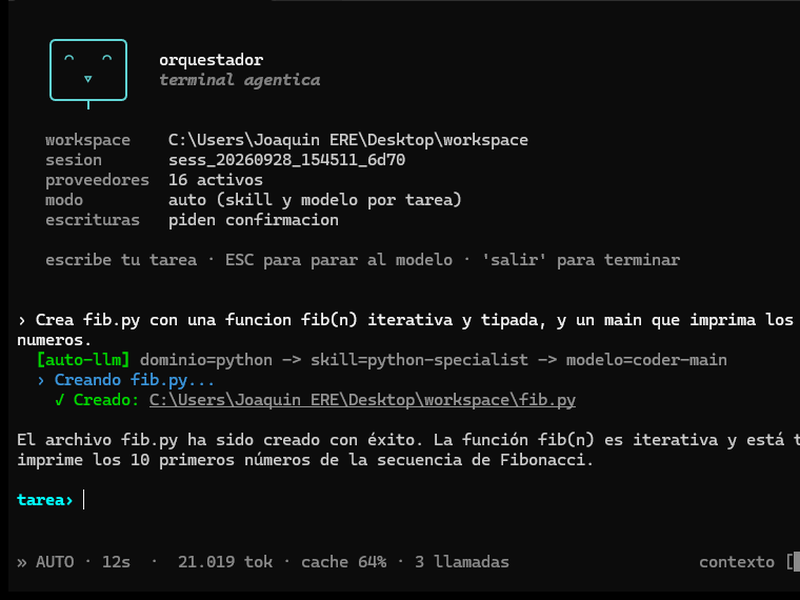 orquestador
terminal agentica
workspace C:\Users\Joaquin ERE\Desktop\workspace
sesion sess_20260928_154511_6d70
proveedores 16 activos
modo auto (skill y modelo por tarea)
escrituras piden confirmacion
escribe tu tarea · ESC para parar al modelo · 'salir' para terminar
› Crea fib.py con una funcion fib(n) iterativa y tipada, y un main que imprima los
numeros.
[auto-llm] dominio=python -> skill=python-specialist -> modelo=coder-main
› Creando fib.py...
✓ Creado: C:\Users\Joaquin ERE\Desktop\workspace\fib.py
El archivo fib.py ha sido creado con éxito. La función fib(n) es iterativa y está
imprime los 10 primeros números de la secuencia de Fibonacci.
tarea›
» AUTO · 12s · 21.019 tok · cache 64% · 3 llamadas contexto [